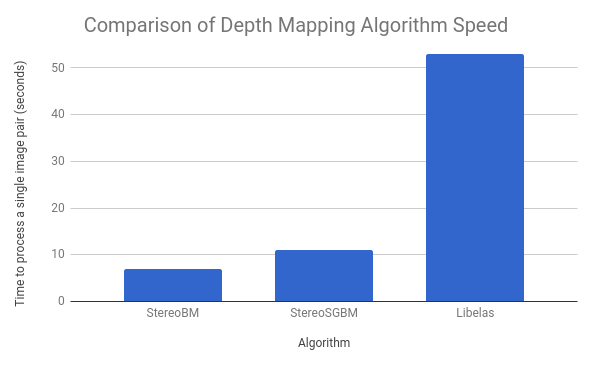 Comparison of Depth Mapping Algorithm Speed
Time to process a single image pair (seconds)
50
40
30
20
10
0
StereoBM
StereoSGBM
Libelas
Algorithm